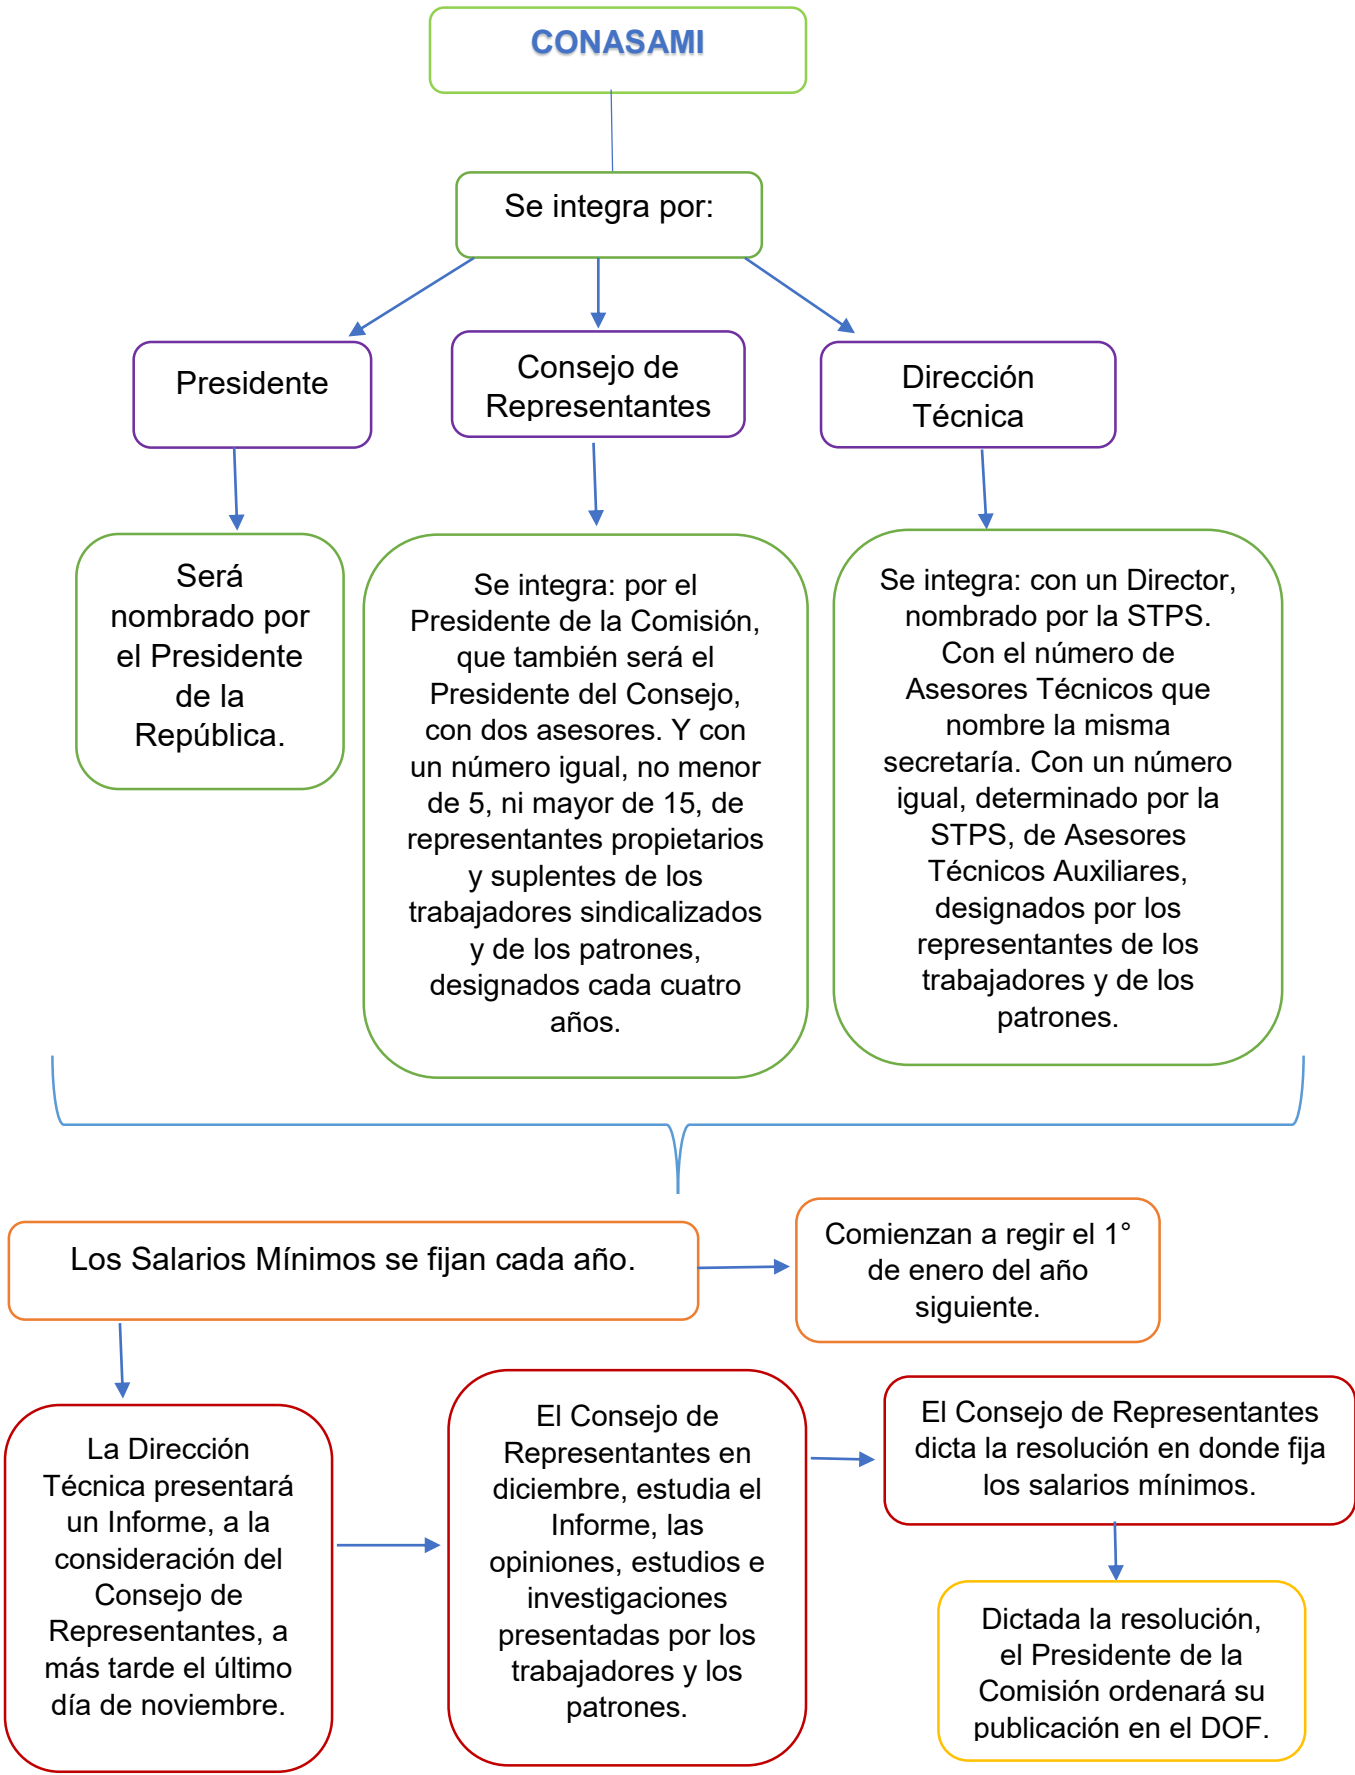 CONASAMI
Se integra por:
Presidente
Consejo de
Representantes
Dirección
Técnica
Será
nombrado por
el Presidente
de la
República.
Se integra: por el
Presidente de la Comisión,
que también será el
Presidente del Consejo,
con dos asesores. Y con
un número igual, no menor
de 5, ni mayor de 15, de
representantes propietarios
y suplentes de los
trabajadores sindicalizados
y de los patrones,
designados cada cuatro
años.
Se integra: con un Director,
nombrado por la STPS.
Con el número de
Asesores Técnicos que
nombre la misma
secretaría. Con un número
igual, determinado por la
STPS, de Asesores
Técnicos Auxiliares,
designados por los
representantes de los
trabajadores y de los
patrones.
Los Salarios Mínimos se fijan cada año.
Comienzan a regir el 1°
de enero del año
siguiente.
La Dirección
Técnica presentará
un Informe, a la
consideración del
Consejo de
Representantes, a
más tarde el último
día de noviembre.
El Consejo de
Representantes en
diciembre, estudia el
Informe, las
opiniones, estudios e
investigaciones
presentadas por los
trabajadores y los
patrones.
El Consejo de Representantes
dicta la resolución en donde fija
los salarios mínimos.
Dictada la resolución,
el Presidente de la
Comisión ordenará su
publicación en el DOF.